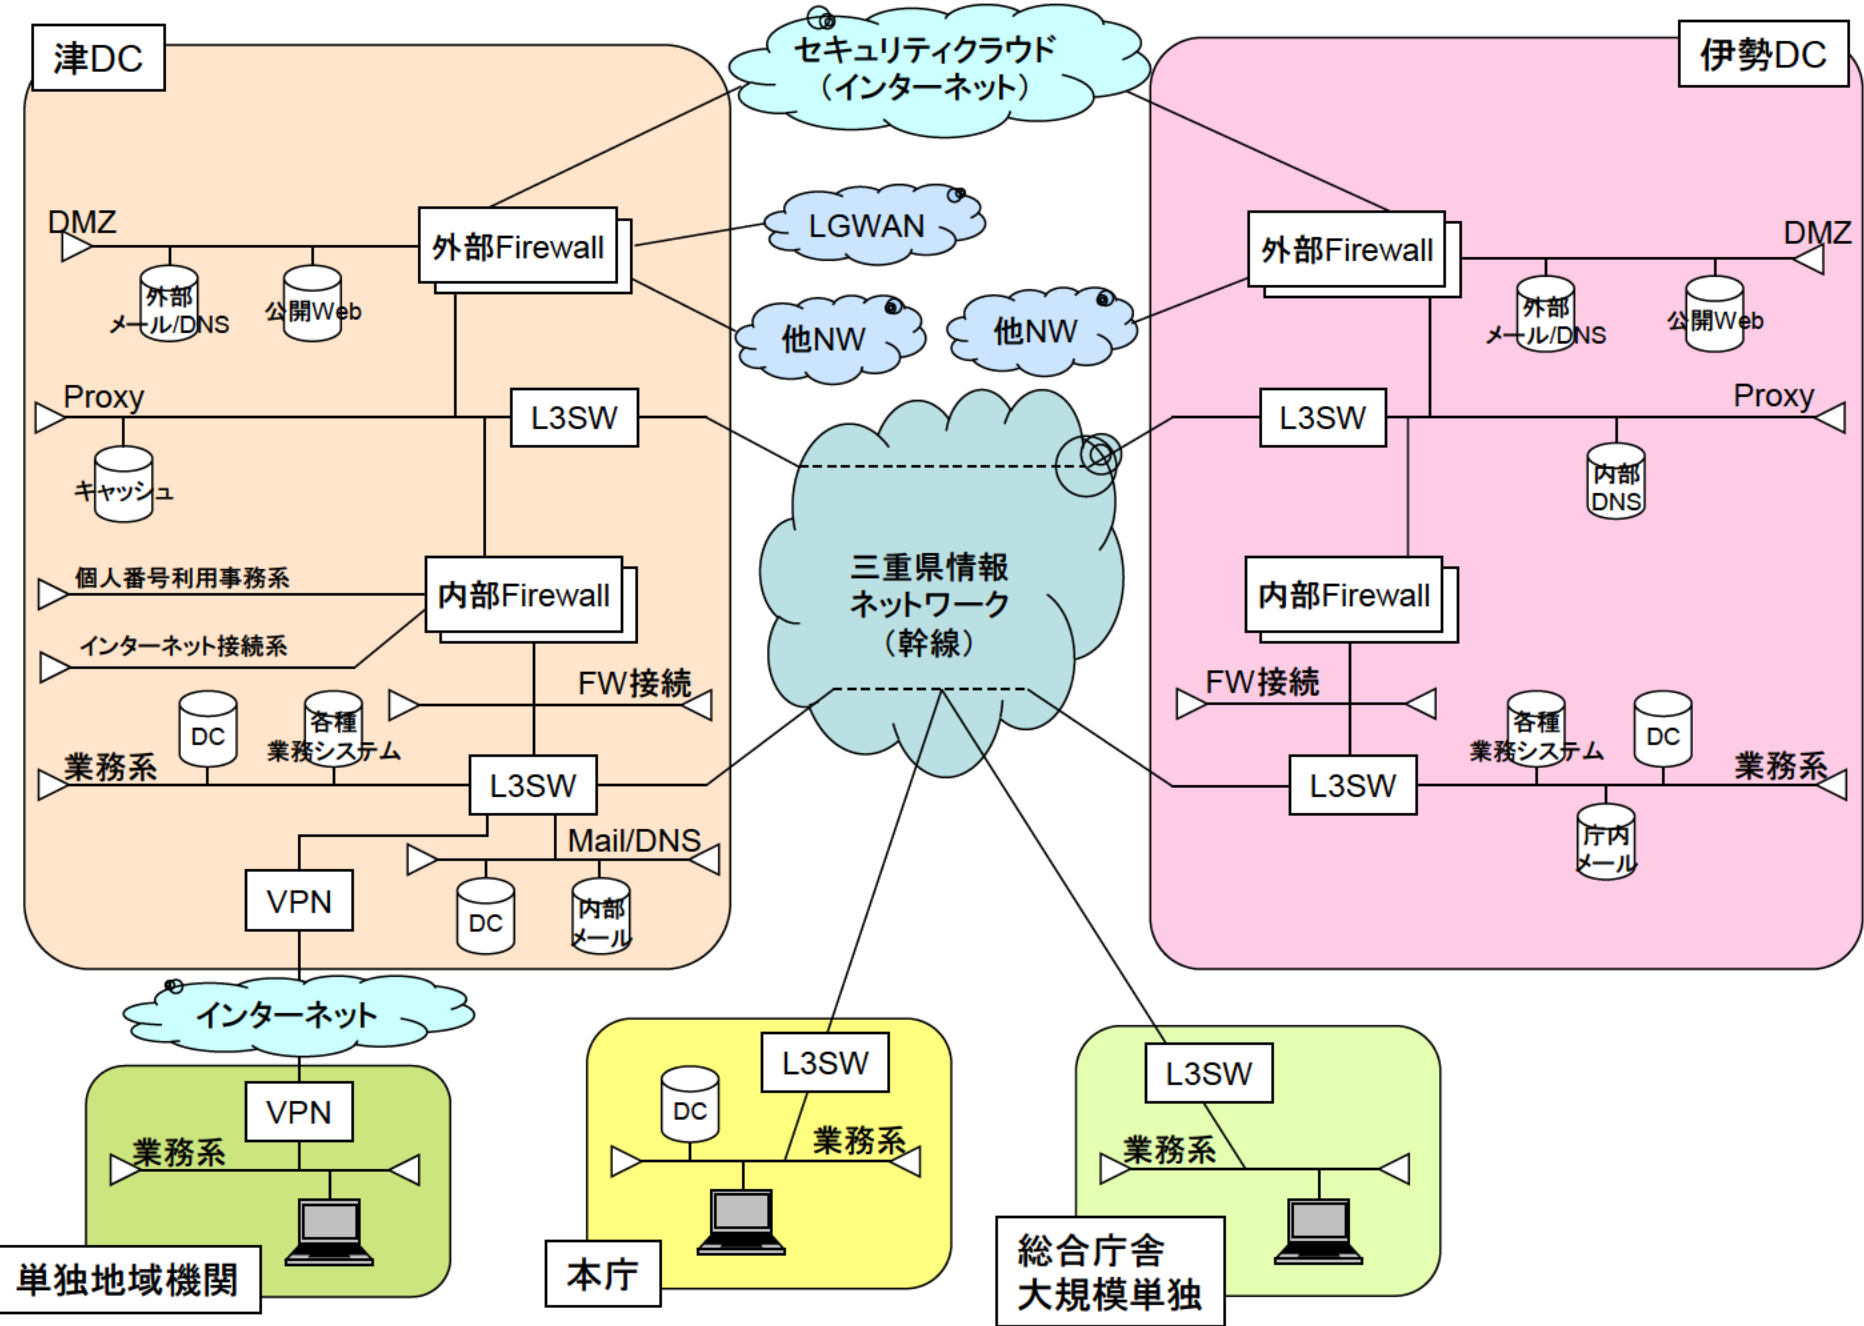 津DC
セキュリティクラウド
（インターネット）
伊勢DC
DMZ
外部Firewall
LGWAN
外部Firewall
DMZ
外部
メール/DNS
公開Web
他NW
他NW
外部
メール/DNS
公開Web
Proxy
L3SW
L3SW
Proxy
キャッシュ
内部
DNS
三重県情報
ネットワーク
（幹線）
個人番号利用事務系
内部Firewall
内部Firewall
インターネット接続系
FW接続
FW接続
DC
各種
業務システム
各種
業務システム
DC
業務系
L3SW
L3SW
業務系
Mail/DNS
庁内
メール
VPN
DC
内部
メール
インターネット
VPN
業務系
単独地域機関
L3SW
DC
業務系
本庁
L3SW
業務系
総合庁舎
大規模単独